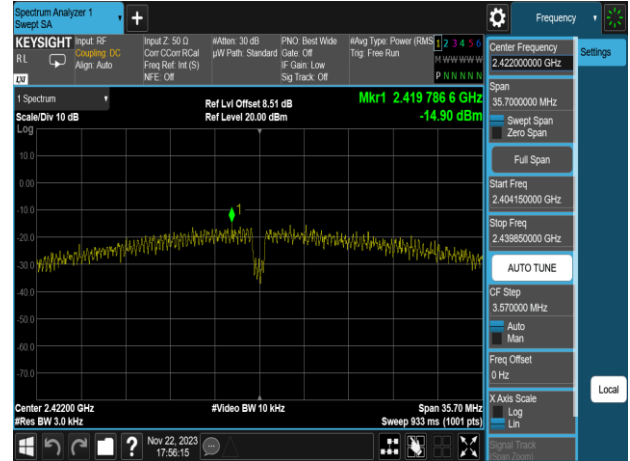 Spectrum Analyzer 1
Swept SA
Frequency
KEYSIGHT
RL
Input: RF
Coupling: DC
Align: Auto
Input Z: 50 Ω
Corr CCorr RCal
Freq Ref: Int (S)
NFE: Off
#Atten: 30 dB
µW Path: Standard
PNO: Best Wide
Gate: Off
IF Gain: Low
Sig Track: Off
#Avg Type: Power (RMS
Trig: Free Run
1 2 3 4 5 6
M W W W W W
P N N N N N
LXI
1 Spectrum
Scale/Div 10 dB
Ref Lvl Offset 8.51 dB
Ref Level 20.00 dBm
Mkr1 2.419 786 6 GHz
-14.90 dBm
Log
10.0
0.00
-10.0
-20.0
-30.0
-40.0
-50.0
-60.0
-70.0
1
Center 2.42200 GHz
#Res BW 3.0 kHz
#Video BW 10 kHz
Span 35.70 MHz
Sweep 933 ms (1001 pts)
Nov 22, 2023
17:56:15
Center Frequency
2.422000000 GHz
Span
35.7000000 MHz
Swept Span
Zero Span
Full Span
Start Freq
2.404150000 GHz
Stop Freq
2.439850000 GHz
AUTO TUNE
CF Step
3.570000 MHz
Auto
Man
Freq Offset
0 Hz
X Axis Scale
Log
Lin
Signal Track
(Span Zoom)
Settings
Local